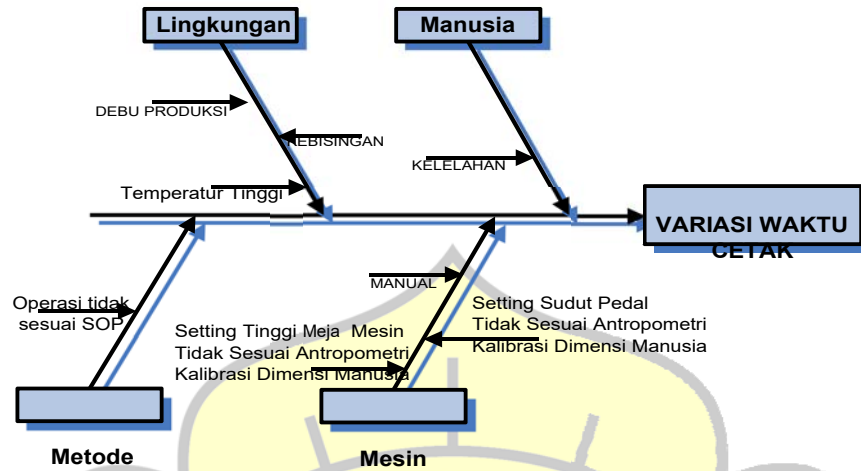 Lingkungan
Manusia
DEBU PRODUKSI
KEBISINGAN
KELELAHAN
Temperatur Tinggi
VARIASI WAKTU
CETAK
MANUAL
Operasi tidak
sesuai SOP
Setting Tinggi Meja Mesin
Tidak Sesuai Antropometri
Kalibrasi Dimensi Manusia
Setting Sudut Pedal
Tidak Sesuai Antropometri
Kalibrasi Dimensi Manusia
Metode
Mesin